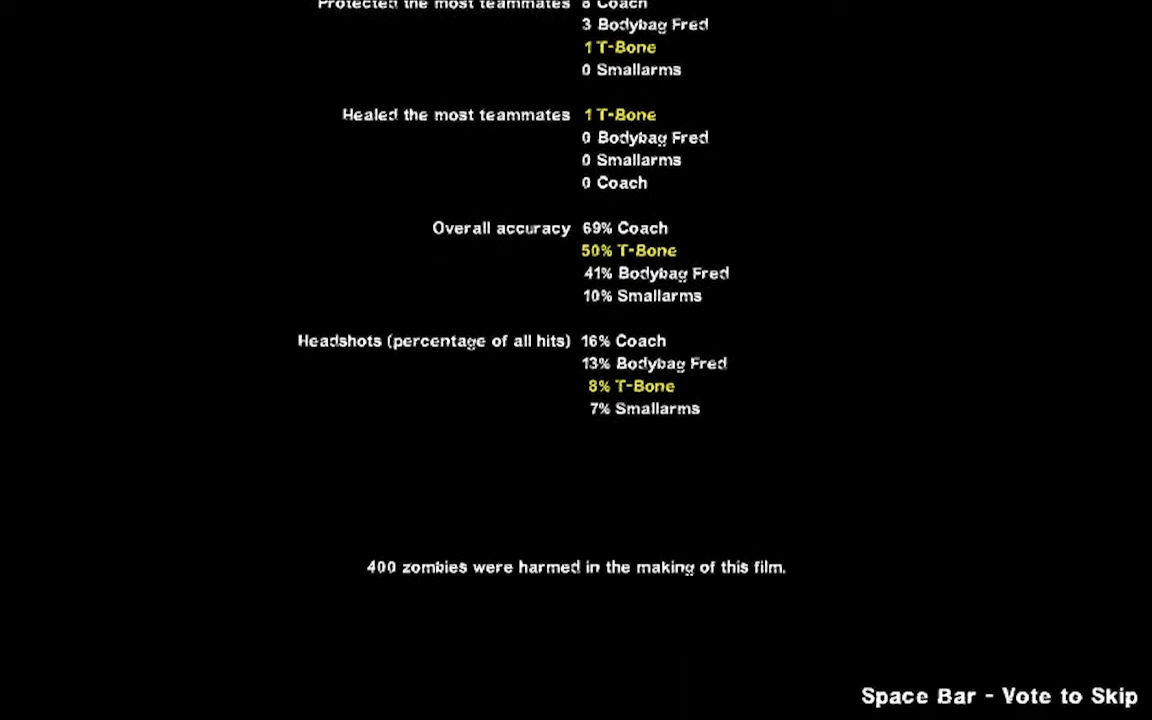 Protected the most teammates 8 Coach
3 Bodybag Fred
1 T-Bone
0 Smallarms
Healed the most teammates 1 T-Bone
0 Bodybag Fred
0 Smallarms
0 Coach
Overall accuracy 69% Coach
50% T-Bone
41% Bodybag Fred
10% Smallarms
Headshots (percentage of all hits) 16% Coach
13% Bodybag Fred
8% T-Bone
7% Smallarms
400 zombies were harmed in the making of this film.
Space Bar - Vote to Skip